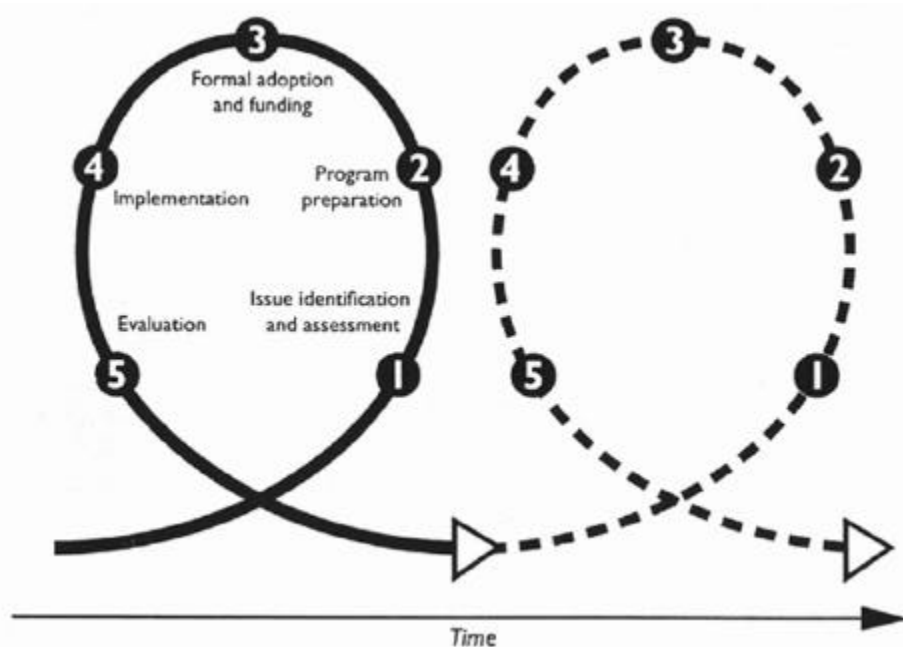 3
Formal adoption
and funding
4
Implementation
2
Program
preparation
Issue identification
and assessment
Evaluation
5
1
3
4
2
5
1
Time